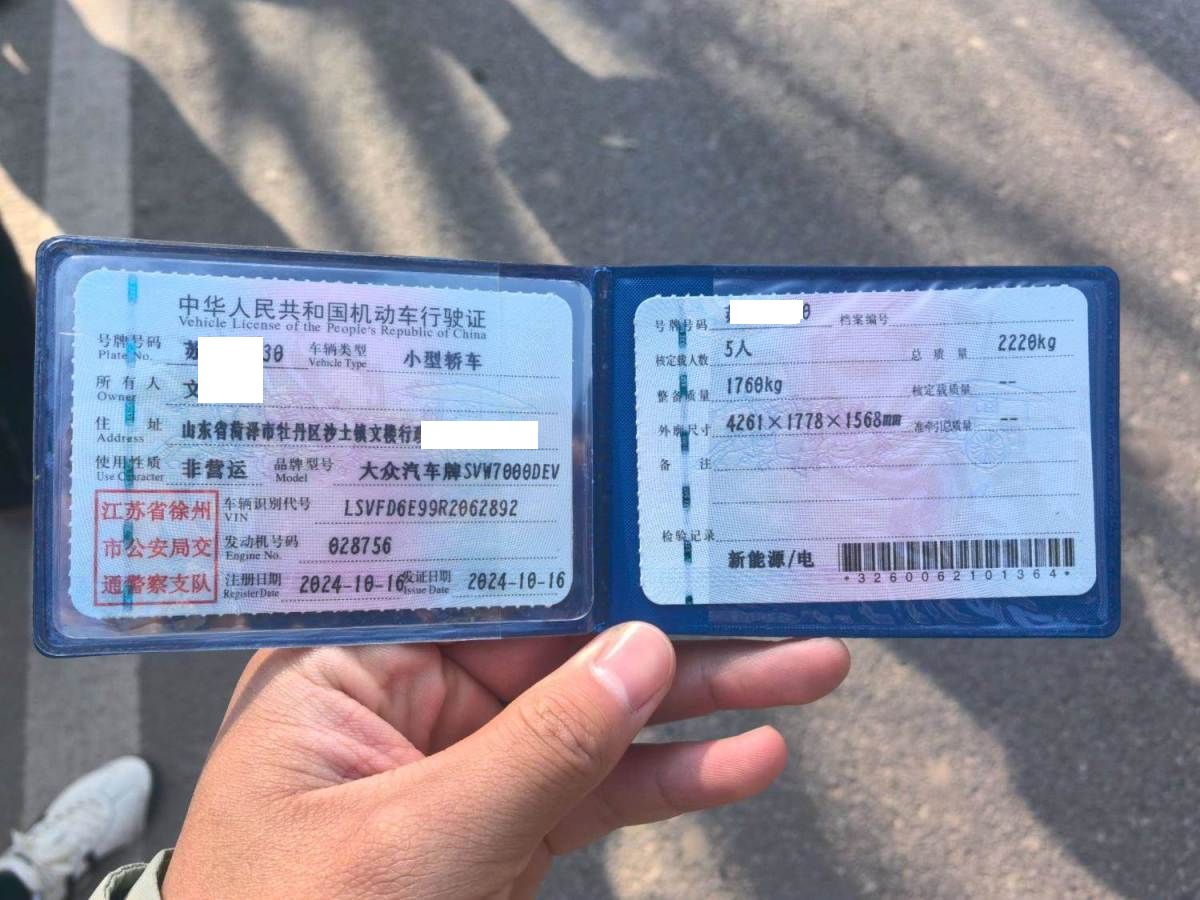 中华人民共和国机动车行驶证
Vehicle License of the People's Republic of China
号牌号码 苏 30 车辆类型 小型轿车
Plate No. Vehicle Type
所有人 文
Owner
住址 山东省菏泽市牡丹区沙土镇文楼行政
Address
使用性质 非营运 品牌型号 大众汽车牌SVW7000DEV
Use Character Model
江苏省徐州
市公安局交
通警察支队
车辆识别代号 LSVFD6E99R2062892
VIN
发动机号码 028756
Engine No.
注册日期 2024-10-16 发证日期 2024-10-16
Register Date Issue Date
号牌号码 0 档案编号
核定载人数 5人 总质量 2220kg
整备质量 1760kg 核定载质量 --
外廓尺寸 4261×1778×1568mm 准牵引总质量 --
备注
检验记录
新能源/电
*3260062101364*